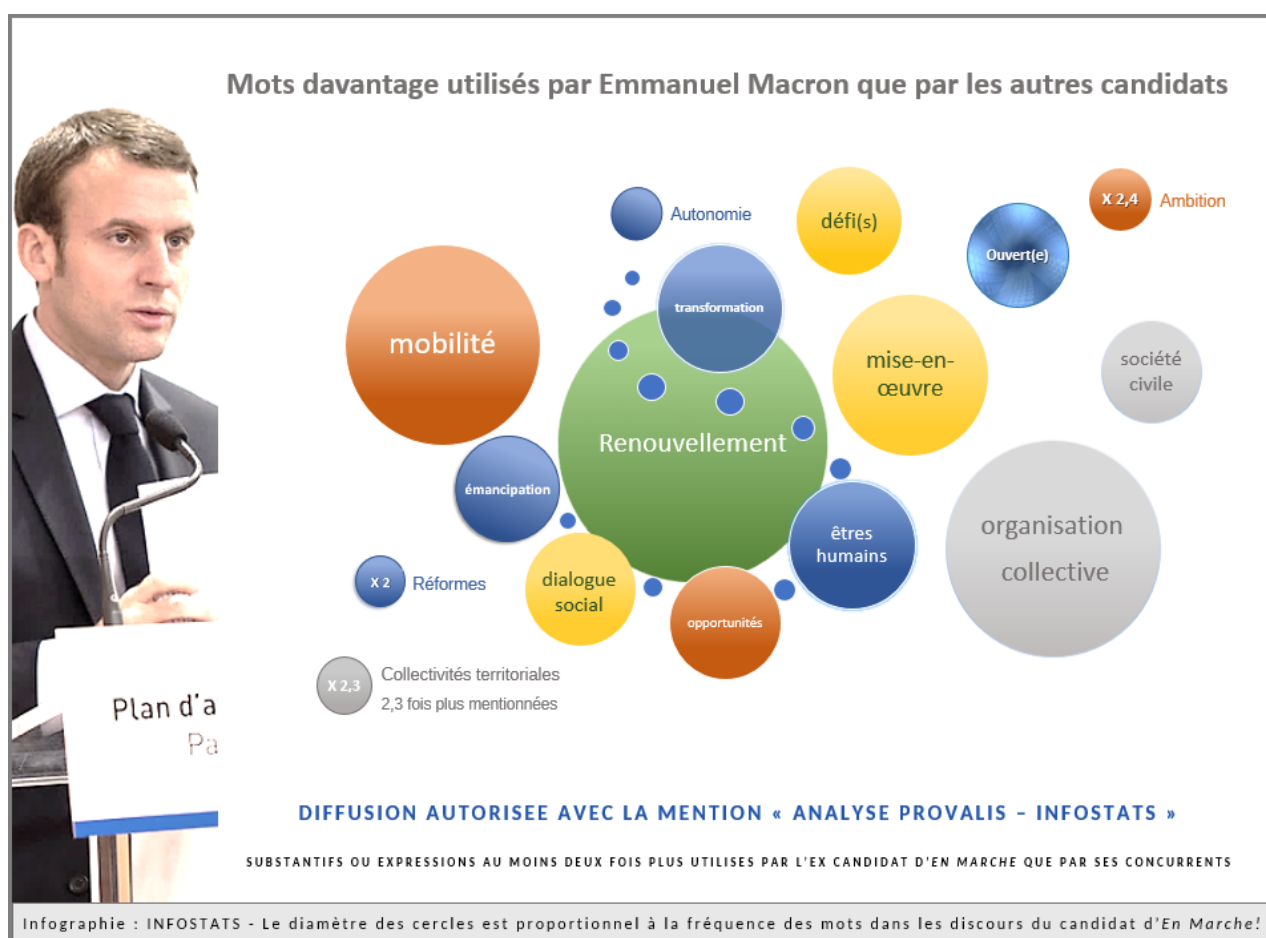 Mots davantage utilisés par Emmanuel Macron que par les autres candidats
Autonomie
défi(s)
X 2,4 Ambition
Ouvert(e)
transformation
mobilité
mise-en-
œuvre
société
civile
Renouvellement
émancipation
organisation
collective
êtres
humains
X 2 Réformes
dialogue
social
opportunités
X 2,3
Collectivités territoriales
2,3 fois plus mentionnées
Plan d'a
Pa
DIFFUSION AUTORISEE AVEC LA MENTION « ANALYSE PROVALIS – INFOSTATS »
SUBSTANTIFS OU EXPRESSIONS AU MOINS DEUX FOIS PLUS UTILISES PAR L'EX CANDIDAT D'EN MARCHE QUE PAR SES CONCURRENTS
Infographie : INFOSTATS - Le diamètre des cercles est proportionnel à la fréquence des mots dans les discours du candidat d'En Marche!